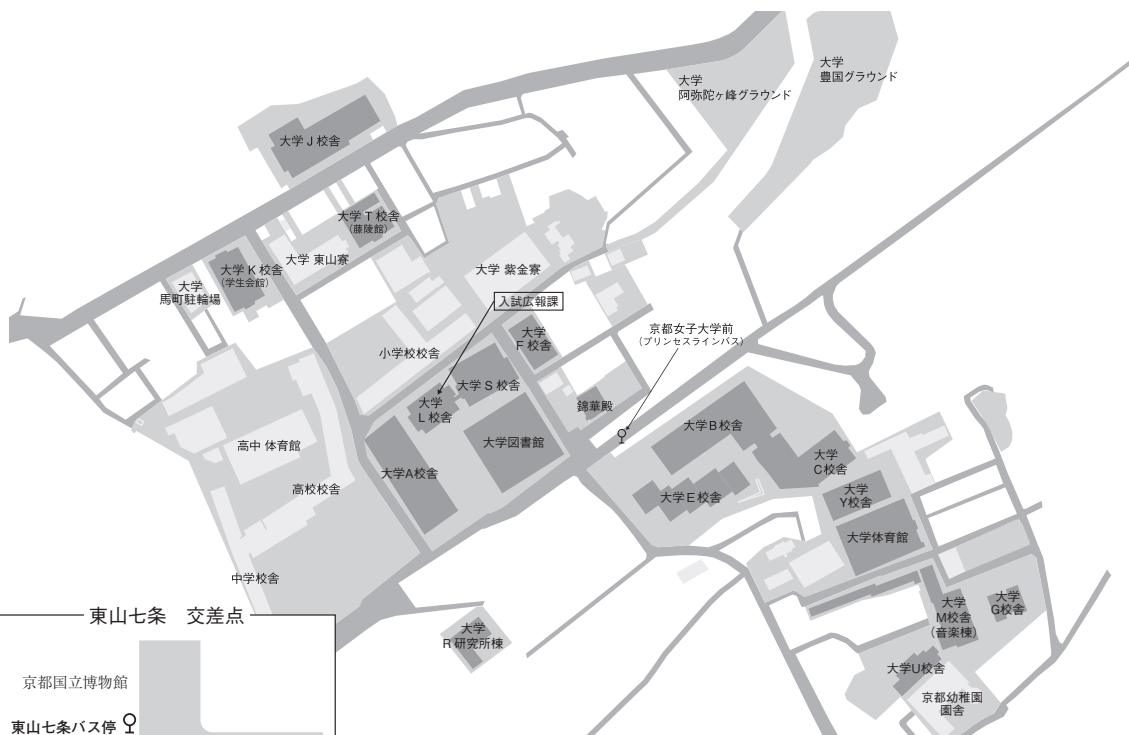 大学
豊国グラウンド
大学
阿弥陀ヶ峰グラウンド
大学J校舎
大学T校舎
(藤陵館)
大学 東山寮
大学K校舎
(学生会館)
大学
馬町駐輪場
大学 紫金寮
入試広報課
小学校校舎
大学
F校舎
京都女子大学前
(プリンセスラインバス)
大学S校舎
大学
L校舎
錦華殿
大学B校舎
大学図書館
高中 体育館
大学A校舎
大学
C校舎
高校校舎
大学E校舎
大学
Y校舎
大学体育館
中学校舎
大学
M校舎
(音楽棟)
大学
G校舎
大学
R研究所棟
大学U校舎
京都幼稚園
園舎
東山七条 交差点
京都国立博物館
東山七条バス停